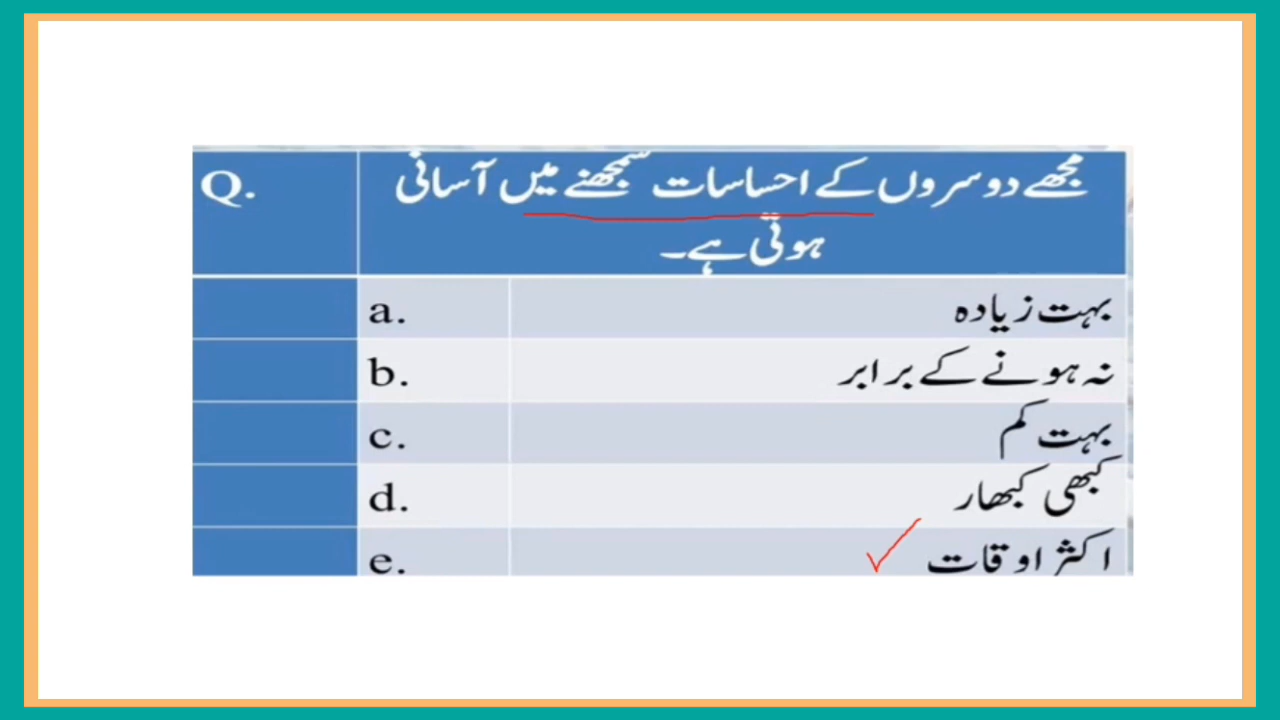 Q. مجھے دوسروں کے احساسات سمجھنے میں آسانی
ہوتی ہے۔
a. بہت زیادہ
b. نہ ہونے کے برابر
c. بہت کم
d. کبھی کبھار
e. اکثر اوقات